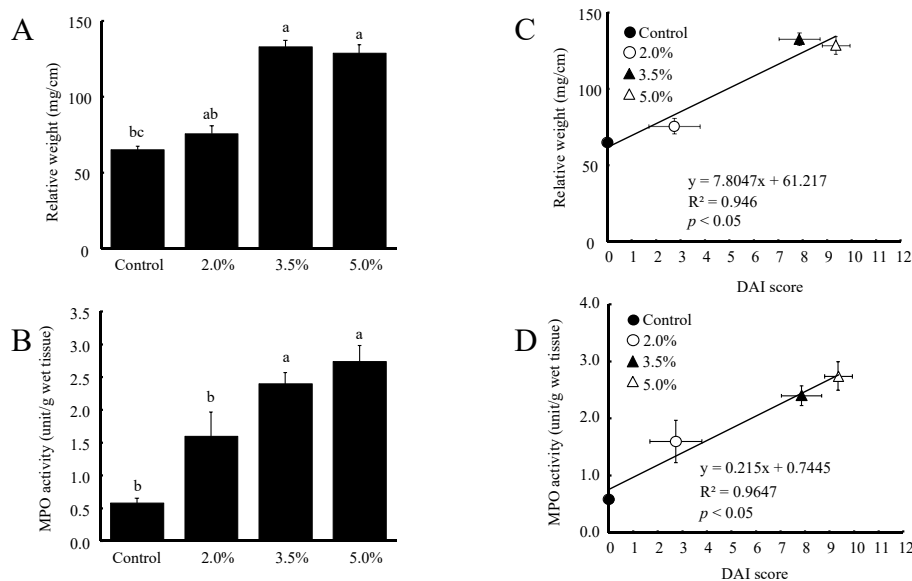 A
Relative weight (mg/cm)
150
100
50
0
bc
ab
a
a
Control
2.0%
3.5%
5.0%
C
Relative weight (mg/cm)
150
100
50
0
Control
2.0%
3.5%
5.0%
y = 7.8047x + 61.217
R² = 0.946
p < 0.05
0 1 2 3 4 5 6 7 8 9 10 11 12
DAI score
B
MPO activity (unit/g wet tissue)
3.5
3.0
2.5
2.0
1.5
1.0
0.5
0.0
b
b
a
a
Control
2.0%
3.5%
5.0%
D
MPO activity (unit/g wet tissue)
4.0
3.0
2.0
1.0
0.0
Control
2.0%
3.5%
5.0%
y = 0.215x + 0.7445
R² = 0.9647
p < 0.05
0 1 2 3 4 5 6 7 8 9 10 11 12
DAI score